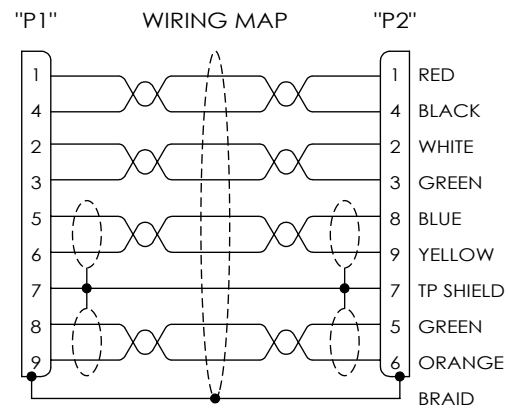 "P1" WIRING MAP "P2"
1 1 RED
4 4 BLACK
2 2 WHITE
3 3 GREEN
5 8 BLUE
6 9 YELLOW
7 7 TP SHIELD
8 5 GREEN
9 6 ORANGE
BRAID